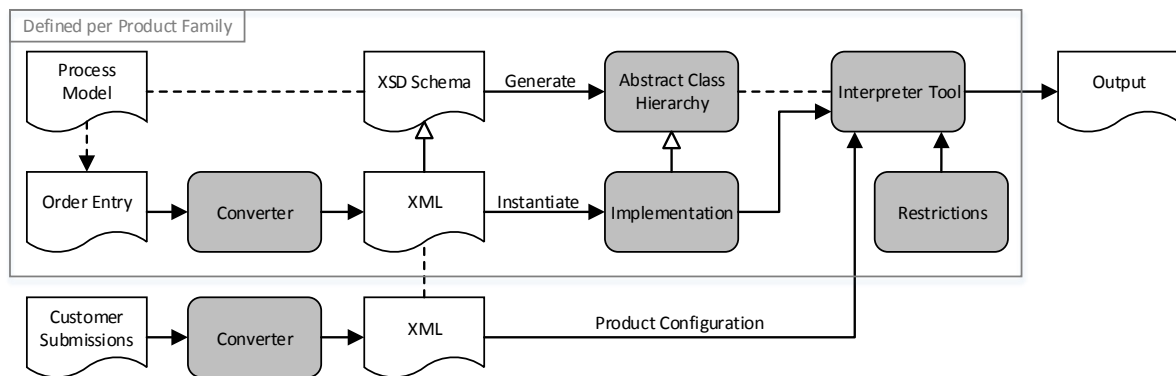 Defined per Product Family
Process
Model
XSD Schema
Generate
Abstract Class
Hierarchy
Interpreter Tool
Output
Order Entry
Converter
XML
Instantiate
Implementation
Restrictions
Customer
Submissions
Converter
XML
Product Configuration